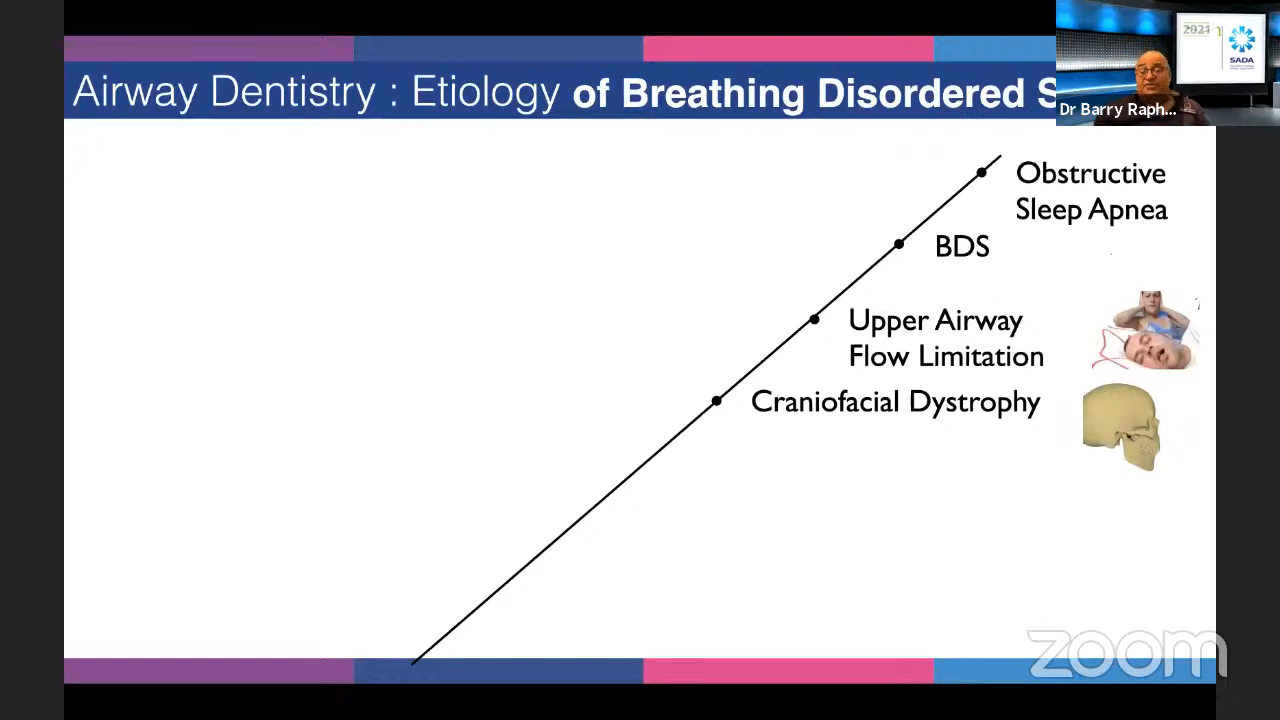 Airway Dentistry : Etiology of Breathing Disordered S
2021
SADA
Dr Barry Raph...
Obstructive
Sleep Apnea
BDS
Upper Airway
Flow Limitation
Craniofacial Dystrophy
zoom